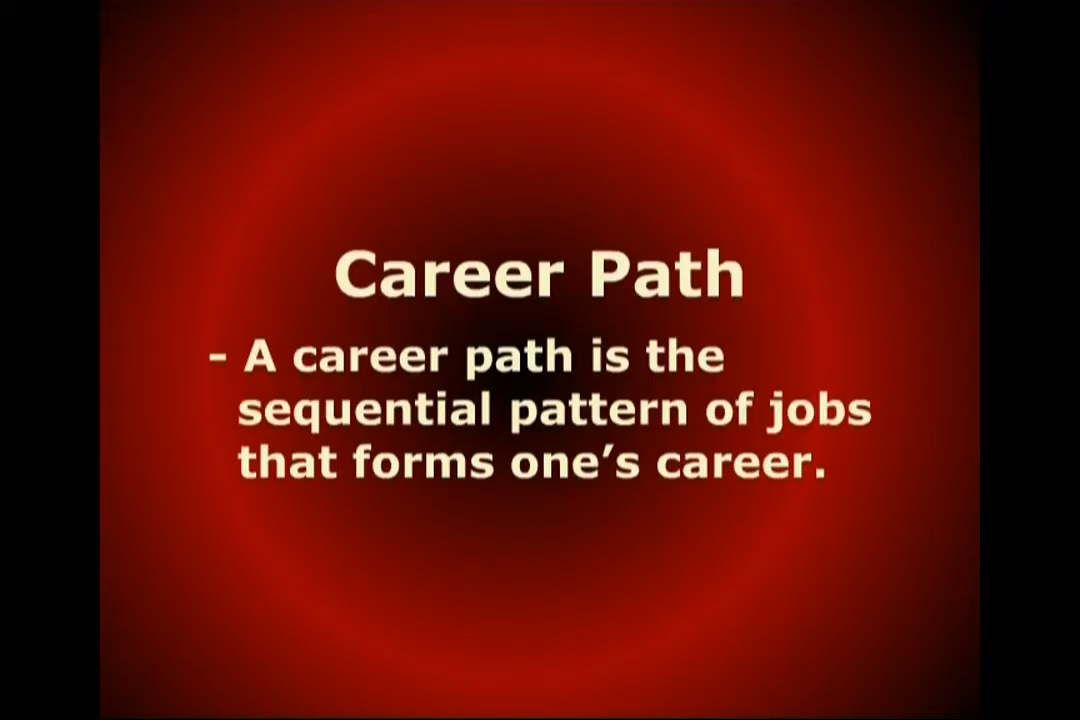 Career Path
- A career path is the
sequential pattern of jobs
that forms one’s career.